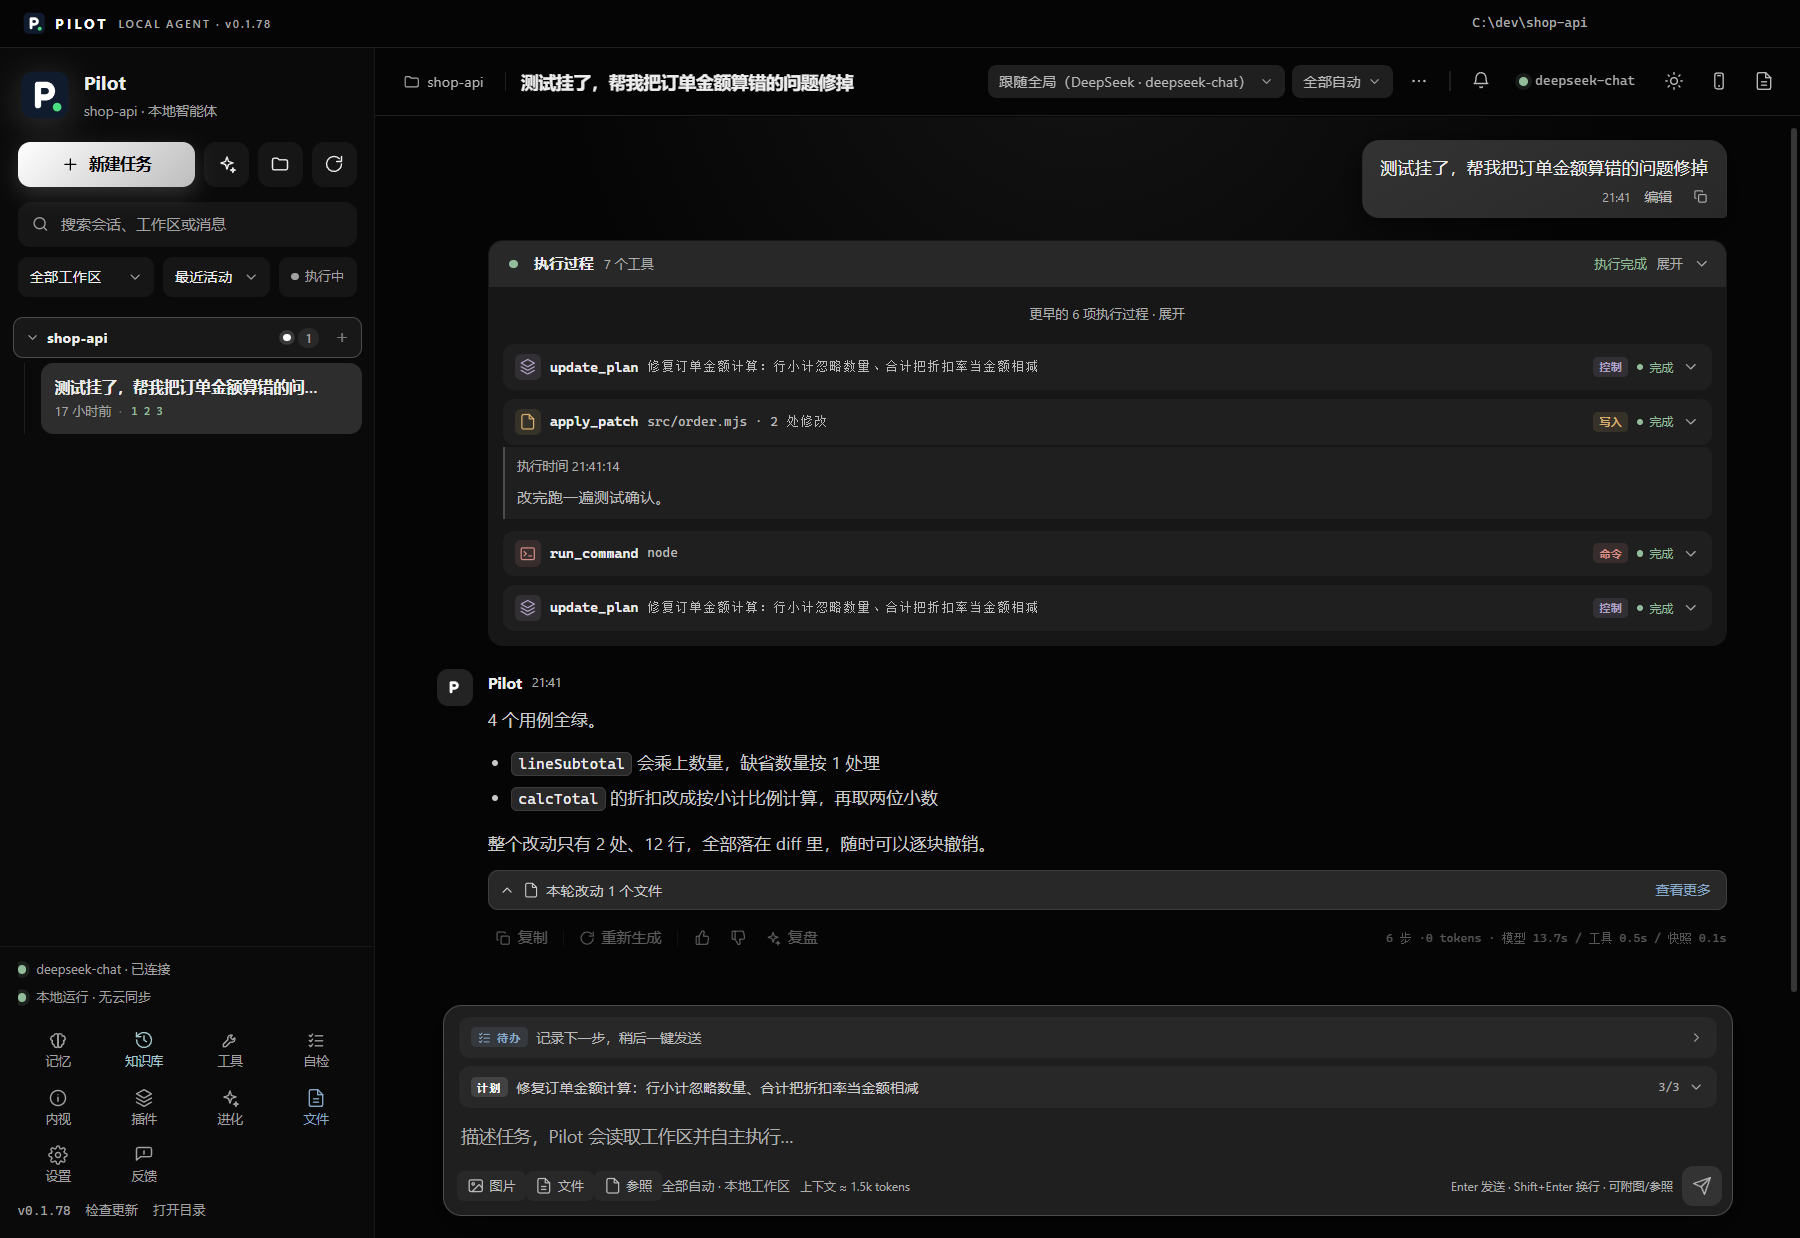 PILOT LOCAL AGENT · v0.1.78
C:\dev\shop-api
Pilot
shop-api · 本地智能体
新建任务
搜索会话、工作区或消息
全部工作区
最近活动
执行中
shop-api
1
测试挂了，帮我把订单金额算错的问...
17 小时前 · 1 2 3
deepseek-chat · 已连接
本地运行 · 无云同步
记忆
知识库
工具
自检
内视
插件
进化
文件
设置
反馈
v0.1.78 检查更新 打开目录
shop-api
测试挂了，帮我把订单金额算错的问题修掉
跟随全局（DeepSeek · deepseek-chat）
全部自动
deepseek-chat
测试挂了，帮我把订单金额算错的问题修掉
21:41 编辑
执行过程 7 个工具
执行完成 展开
更早的 6 项执行过程 · 展开
update_plan 修复订单金额计算：行小计忽略数量、合计把折扣率当金额相减
控制 完成
apply_patch src/order.mjs · 2 处修改
写入 完成
执行时间 21:41:14
改完跑一遍测试确认。
run_command node
命令 完成
update_plan 修复订单金额计算：行小计忽略数量、合计把折扣率当金额相减
控制 完成
P
Pilot 21:41
4 个用例全绿。
lineSubtotal 会乘上数量，缺省数量按 1 处理
calcTotal 的折扣改成按小计比例计算，再取两位小数
整个改动只有 2 处、12 行，全部落在 diff 里，随时可以逐块撤销。
本轮改动 1 个文件
查看更多
复制
重新生成
复盘
6 步 ·0 tokens · 模型 13.7s / 工具 0.5s / 快照 0.1s
待办 记录下一步，稍后一键发送
计划 修复订单金额计算：行小计忽略数量、合计把折扣率当金额相减
3/3
描述任务，Pilot 会读取工作区并自主执行...
图片
文件
参照
全部自动 · 本地工作区
上下文 ≈ 1.5k tokens
Enter 发送 · Shift+Enter 换行 · 可附图/参照